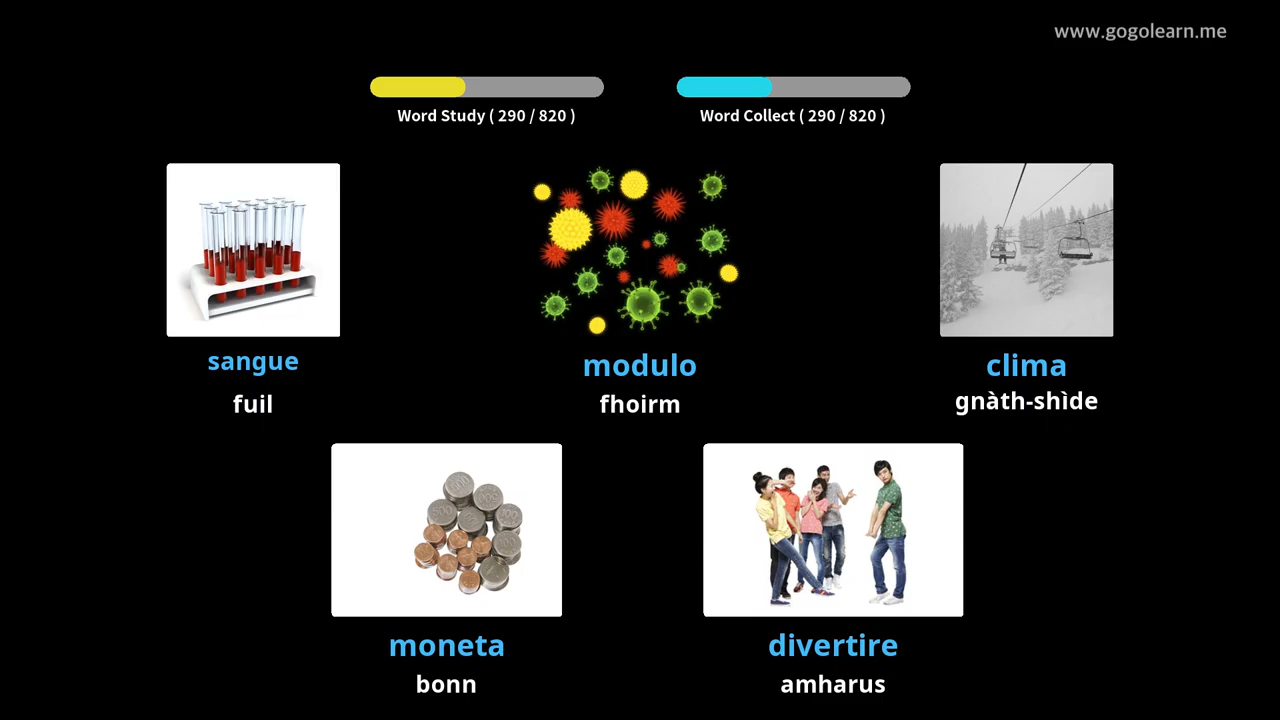 www.gogolearn.me
Word Study ( 290 / 820 )
Word Collect ( 290 / 820 )
sangue
fuil
modulo
fhoirm
clima
gnàth-shìde
moneta
bonn
divertire
amharus